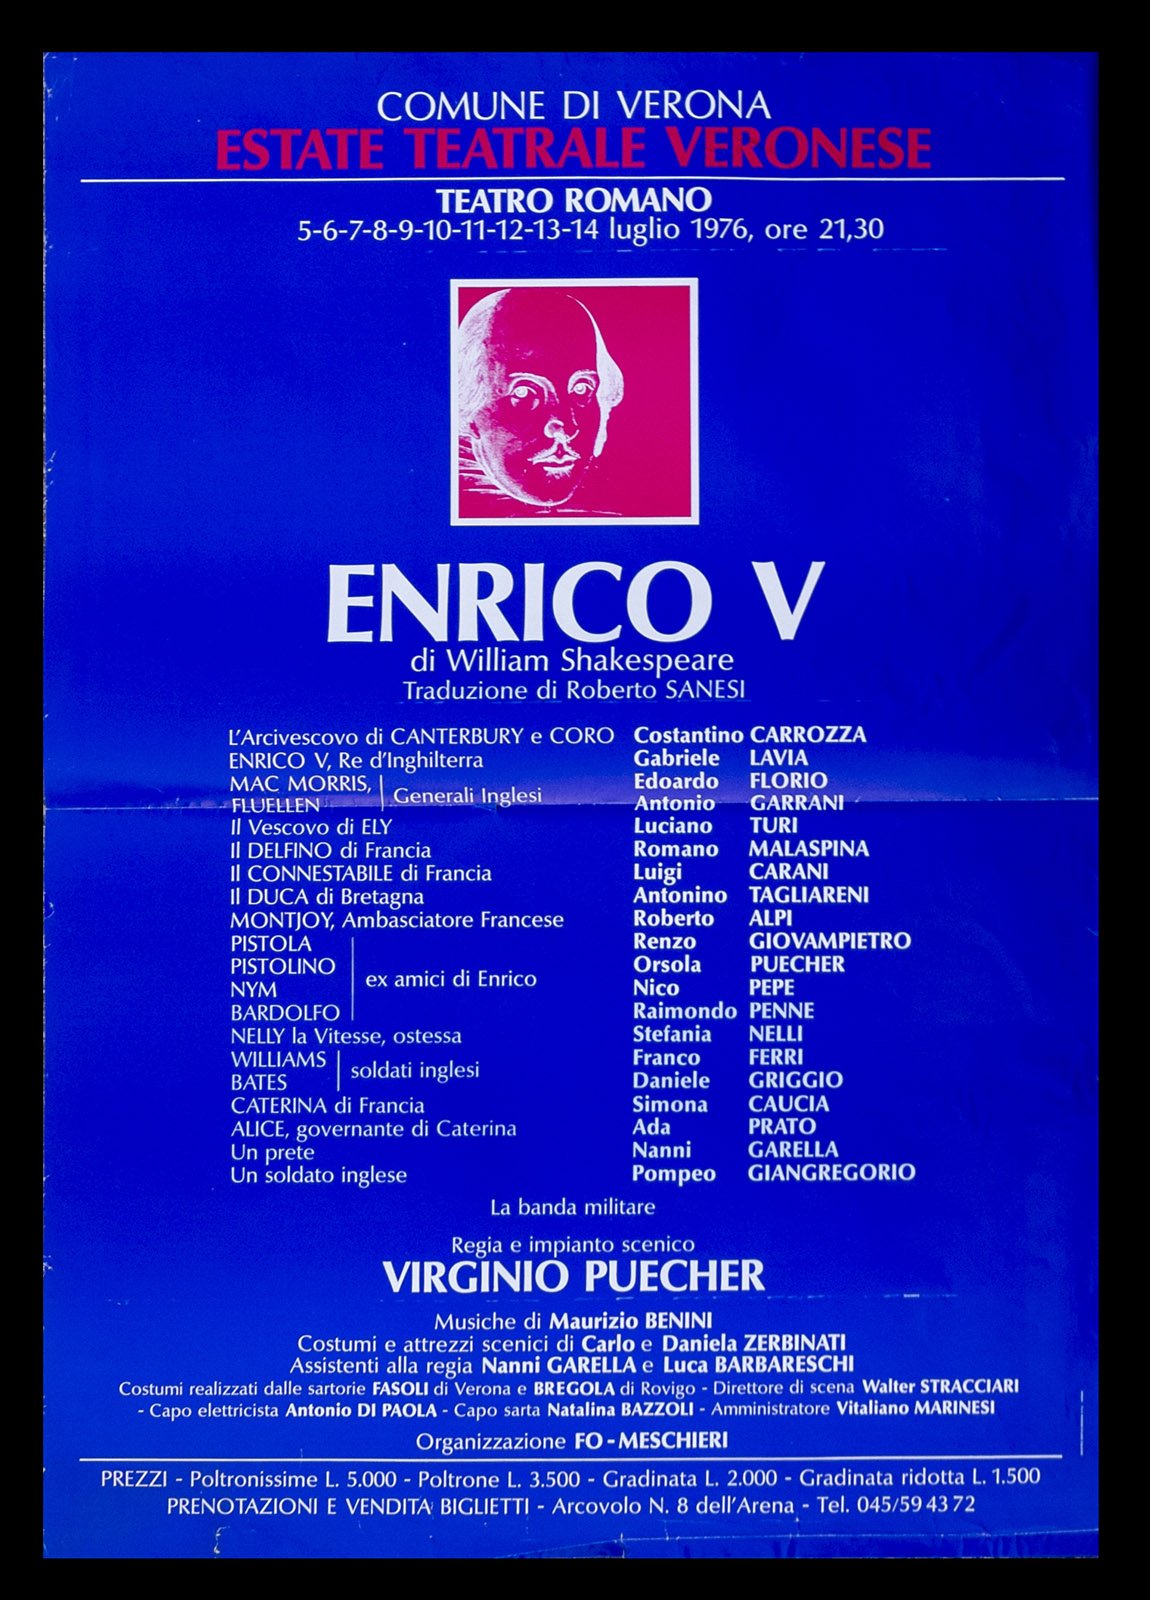 COMUNE DI VERONA
ESTATE TEATRALE VERONESE
TEATRO ROMANO
5-6-7-8-9-10-11-12-13-14 luglio 1976, ore 21,30
ENRICO V
di William Shakespeare
Traduzione di Roberto SANESI
L'Arcivescovo di CANTERBURY e CORO Costantino CARROZZA
ENRICO V, Re d'Inghilterra Gabriele LAVIA
MAC MORRIS, Edoardo FLORIO
Generali Inglesi
FLUELLEN Antonio GARRANI
Il Vescovo di ELY Luciano TURI
Il DELFINO di Francia Romano MALASPINA
Il CONNESTABILE di Francia Luigi CARANI
Il DUCA di Bretagna Antonino TAGLIARENI
MONTJOY, Ambasciatore Francese Roberto ALPI
PISTOLA Renzo GIOVAMPIETRO
PISTOLINO Orsola PUECHER
ex amici di Enrico
NYM Nico PEPE
BARDOLFO Raimondo PENNE
NELLY la Vitesse, ostessa Stefania NELLI
WILLIAMS Franco FERRI
soldati inglesi
BATES Daniele GRIGGIO
CATERINA di Francia Simona CAUCIA
ALICE, governante di Caterina Ada PRATO
Un prete Nanni GARELLA
Un soldato inglese Pompeo GIANGREGORIO
La banda militare
Regia e impianto scenico
VIRGINIO PUECHER
Musiche di Maurizio BENINI
Costumi e attrezzi scenici di Carlo e Daniela ZERBINATI
Assistenti alla regia Nanni GARELLA e Luca BARBARESCHI
Costumi realizzati dalle sartorie FASOLI di Verona e BREGOLA di Rovigo - Direttore di scena Walter STRACCIARI
- Capo elettricista Antonio DI PAOLA - Capo sarta Natalina BAZZOLI - Amministratore Vitaliano MARINESI
Organizzazione FO-MESCHIERI
PREZZI - Poltronissime L. 5.000 - Poltrone L. 3.500 - Gradinata L. 2.000 - Gradinata ridotta L. 1.500
PRENOTAZIONI E VENDITA BIGLIETTI - Arcovolo N. 8 dell'Arena - Tel. 045/59 43 72